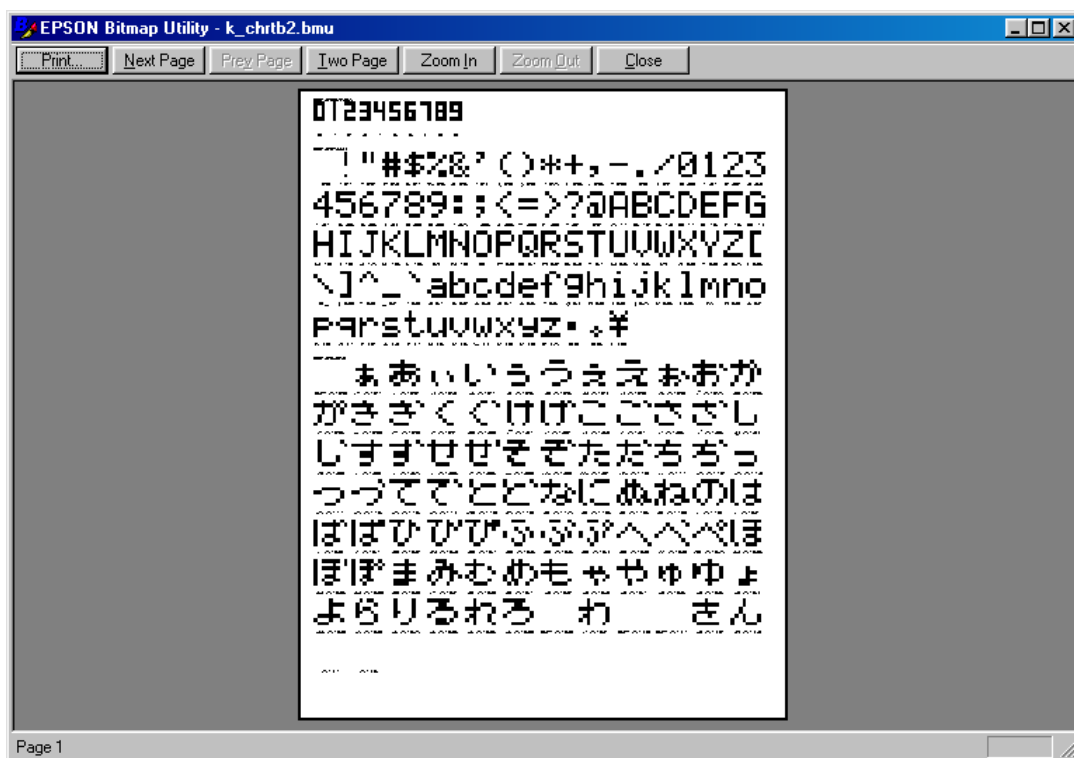 EPSON Bitmap Utility - k_chrtb2.bmu
Print... Next Page Prev Page Two Page Zoom In Zoom Out Close
0123456789
!"#$%&'()*+,-./0123
456789:;<=>?@ABCDEFG
HIJKLMNOPQRSTUVWXYZ[
\]^_`abcdefghijklmno
pqrstuvwxyz･｡¥
ぁあぃいぅうぇえぉおか
がきぎくぐけげこごさざし
じすずせぜそぞただちぢっ
っづてでとどなにぬねのは
ばぱひびぴふぶぷへべぺほ
ぼぽまみむめもゃやゅゆょ
よらりるれろ わ きん
Page 1